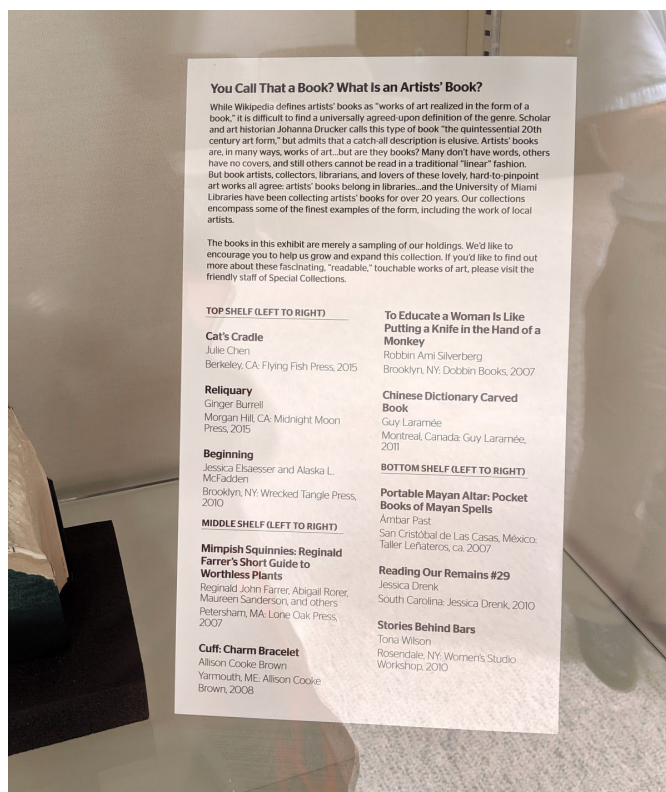 You Call That a Book? What Is an Artists' Book?
While Wikipedia defines artists' books as "works of art realized in the form of a
book," it is difficult to find a universally agreed-upon definition of the genre. Scholar
and art historian Johanna Drucker calls this type of book "the quintessential 20th
century art form," but admits that a catch-all description is elusive. Artists' books
are, in many ways, works of art...but are they books? Many don't have words, others
have no covers, and still others cannot be read in a traditional "linear" fashion.
But book artists, collectors, librarians, and lovers of these lovely, hard-to-pinpoint
art works all agree: artists' books belong in libraries...and the University of Miami
Libraries have been collecting artists' books for over 20 years. Our collections
encompass some of the finest examples of the form, including the work of local
artists.
The books in this exhibit are merely a sampling of our holdings. We'd like to
encourage you to help us grow and expand this collection. If you'd like to find out
more about these fascinating, "readable," touchable works of art, please visit the
friendly staff of Special Collections.
TOP SHELF (LEFT TO RIGHT)
Cat's Cradle
Julie Chen
Berkeley, CA: Flying Fish Press, 2015
Reliquary
Ginger Burrell
Morgan Hill, CA: Midnight Moon
Press, 2015
Beginning
Jessica Elsaesser and Alaska L.
McFadden
Brooklyn, NY: Wrecked Tangle Press,
2010
MIDDLE SHELF (LEFT TO RIGHT)
Mimpish Squinnies: Reginald
Farrer's Short Guide to
Worthless Plants
Reginald John Farrer, Abigail Rorer,
Maureen Sanderson, and others
Petersham, MA: Lone Oak Press,
2007
Cuff: Charm Bracelet
Allison Cooke Brown
Yarmouth, ME: Allison Cooke
Brown, 2008
To Educate a Woman Is Like
Putting a Knife in the Hand of a
Monkey
Robbin Ami Silverberg
Brooklyn, NY: Dobbin Books, 2007
Chinese Dictionary Carved
Book
Guy Laramée
Montreal, Canada: Guy Laramée,
2011
BOTTOM SHELF (LEFT TO RIGHT)
Portable Mayan Altar: Pocket
Books of Mayan Spells
Ámbar Past
San Cristóbal de Las Casas, México:
Taller Leñateros, ca. 2007
Reading Our Remains #29
Jessica Drenk
South Carolina: Jessica Drenk, 2010
Stories Behind Bars
Tona Wilson
Rosendale, NY: Women's Studio
Workshop, 2010